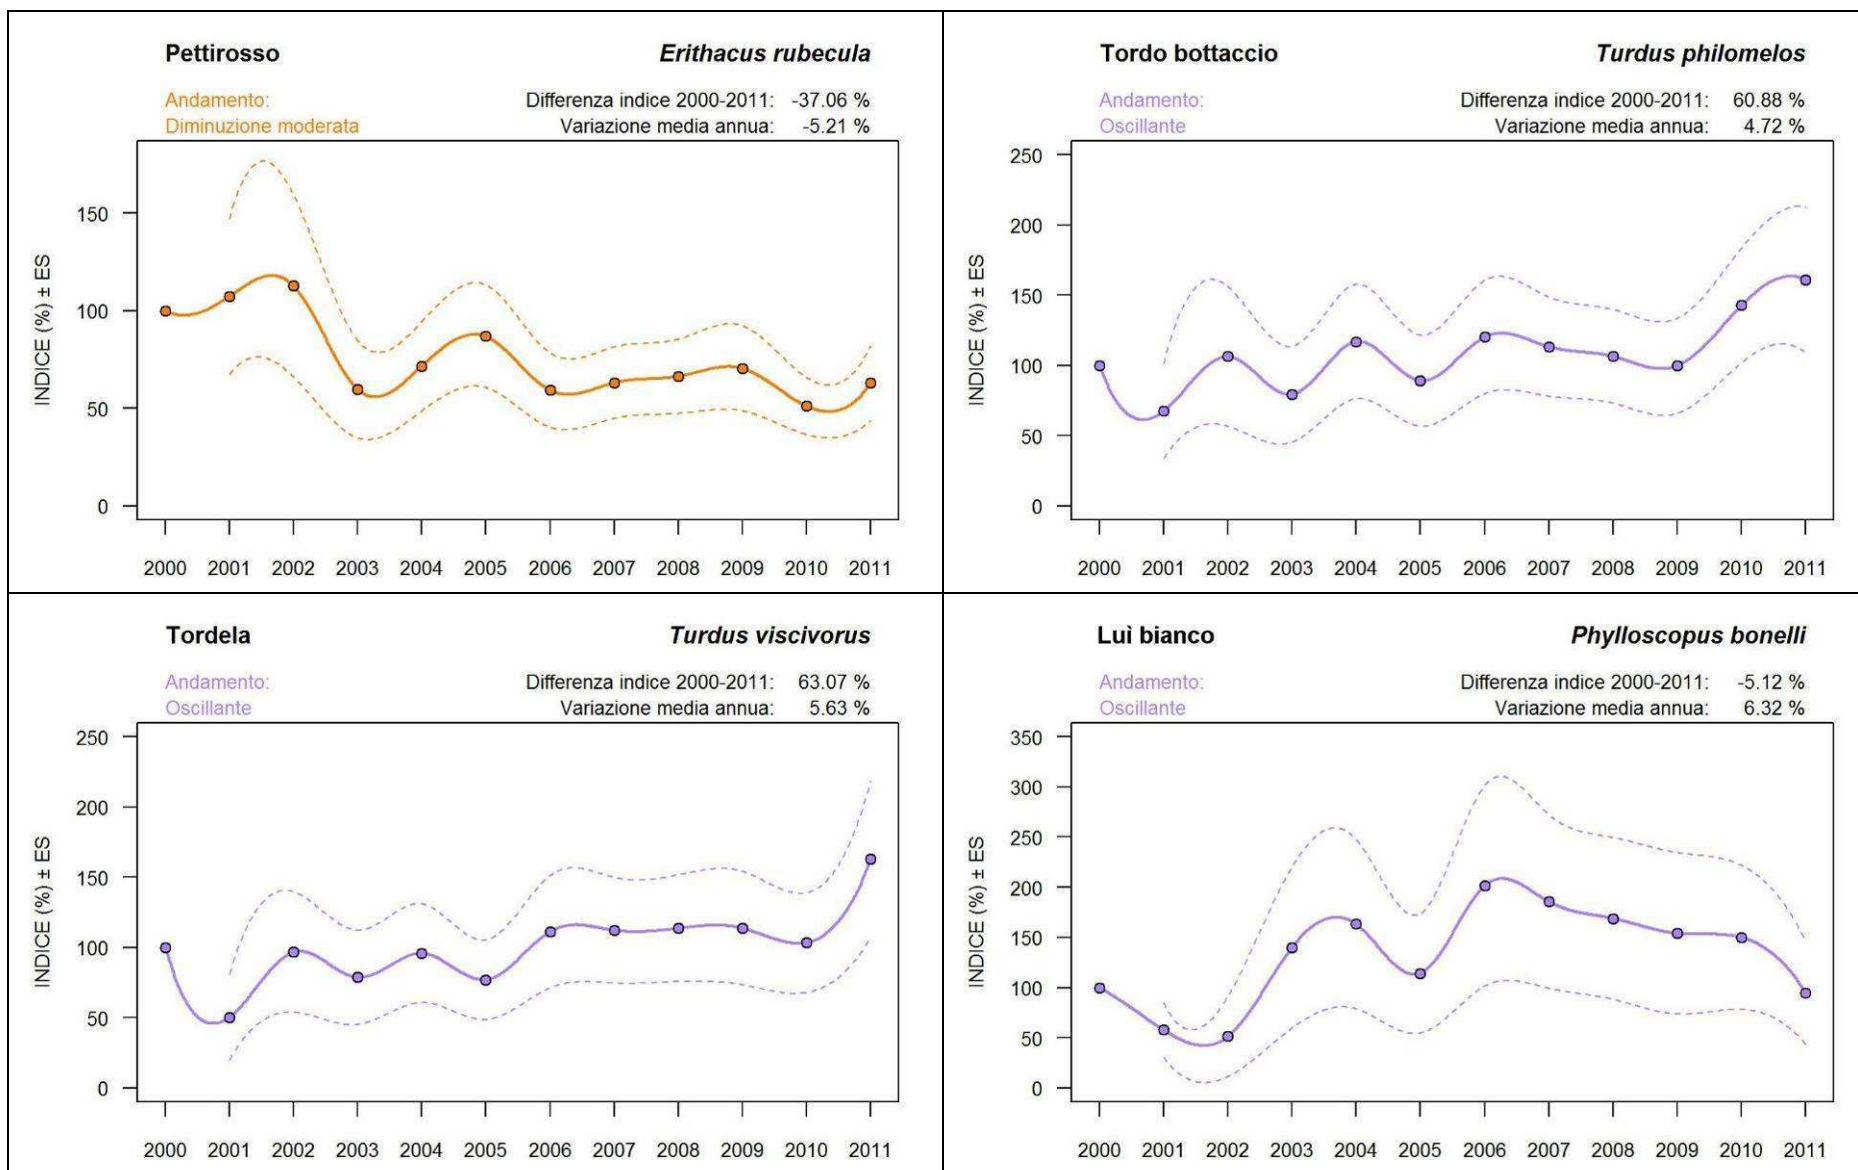 Pettirosso Erithacus rubecula
Andamento: Differenza indice 2000-2011: -37.06 %
Diminuzione moderata Variazione media annua: -5.21 %
INDICE (%) ± ES
150
100
50
0
2000 2001 2002 2003 2004 2005 2006 2007 2008 2009 2010 2011
Tordo bottaccio Turdus philomelos
Andamento: Differenza indice 2000-2011: 60.88 %
Oscillante Variazione media annua: 4.72 %
INDICE (%) ± ES
250
200
150
100
50
0
2000 2001 2002 2003 2004 2005 2006 2007 2008 2009 2010 2011
Tordela Turdus viscivorus
Andamento: Differenza indice 2000-2011: 63.07 %
Oscillante Variazione media annua: 5.63 %
INDICE (%) ± ES
250
200
150
100
50
0
2000 2001 2002 2003 2004 2005 2006 2007 2008 2009 2010 2011
Luì bianco Phylloscopus bonelli
Andamento: Differenza indice 2000-2011: -5.12 %
Oscillante Variazione media annua: 6.32 %
INDICE (%) ± ES
350
300
250
200
150
100
50
0
2000 2001 2002 2003 2004 2005 2006 2007 2008 2009 2010 2011